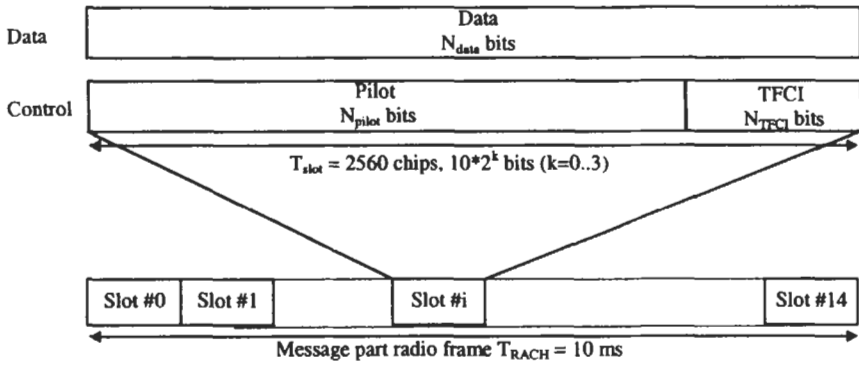 Data
Data
N_data bits
Control
Pilot
N_pilot bits
TFCI
N_TFCI bits
T_slot = 2560 chips, 10*2^k bits (k=0..3)
Slot #0 Slot #1 Slot #i Slot #14
Message part radio frame T_RACH = 10 ms